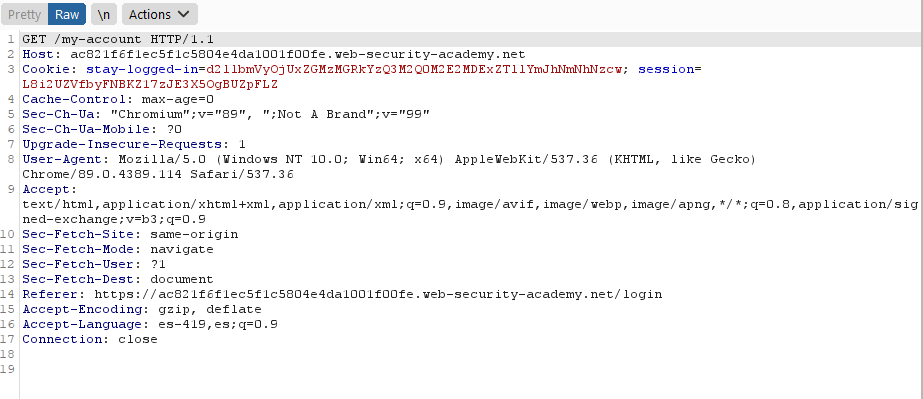 Pretty Raw \n Actions
1 GET /my-account HTTP/1.1
2 Host: ac821f6f1ec5f1c5804e4da1001f00fe.web-security-academy.net
3 Cookie: stay-logged-in=d2llbmVyOjUxZGMzMGRkYzQ3M2Q0M2E2MDExZTllYmJhNmNhNzcw; session=
L8i2UZVfbyFNBKZ17zJE3X5OgBUZpFLZ
4 Cache-Control: max-age=0
5 Sec-Ch-Ua: "Chromium";v="89", ";Not A Brand";v="99"
6 Sec-Ch-Ua-Mobile: ?0
7 Upgrade-Insecure-Requests: 1
8 User-Agent: Mozilla/5.0 (Windows NT 10.0; Win64; x64) AppleWebKit/537.36 (KHTML, like Gecko)
Chrome/89.0.4389.114 Safari/537.36
9 Accept:
text/html,application/xhtml+xml,application/xml;q=0.9,image/avif,image/webp,image/apng,*/*;q=0.8,application/sig
ned-exchange;v=b3;q=0.9
10 Sec-Fetch-Site: same-origin
11 Sec-Fetch-Mode: navigate
12 Sec-Fetch-User: ?1
13 Sec-Fetch-Dest: document
14 Referer: https://ac821f6f1ec5f1c5804e4da1001f00fe.web-security-academy.net/login
15 Accept-Encoding: gzip, deflate
16 Accept-Language: es-419,es;q=0.9
17 Connection: close
18
19